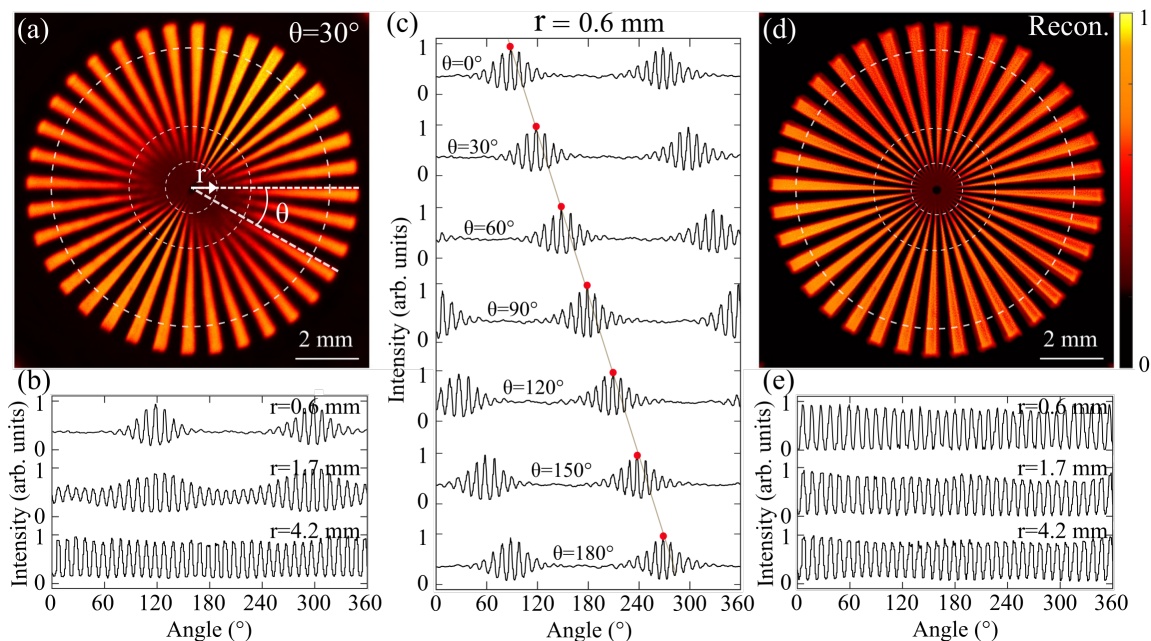 (a)
θ=30°
r
θ
2 mm
(b)
r=0.6 mm
r=1.7 mm
r=4.2 mm
1
0
1
0
1
0
Intensity (arb. units)
0 60 120 180 240 300 360
Angle (°)
(c)
r = 0.6 mm
θ=0°
θ=30°
θ=60°
θ=90°
θ=120°
θ=150°
θ=180°
1
0
1
0
1
0
1
0
1
0
1
0
1
0
Intensity (arb. units)
0 60 120 180 240 300 360
Angle (°)
(d)
Recon.
2 mm
1
0
(e)
r=0.6 mm
r=1.7 mm
r=4.2 mm
1
0
1
0
1
0
Intensity (arb. units)
0 60 120 180 240 300 360
Angle (°)